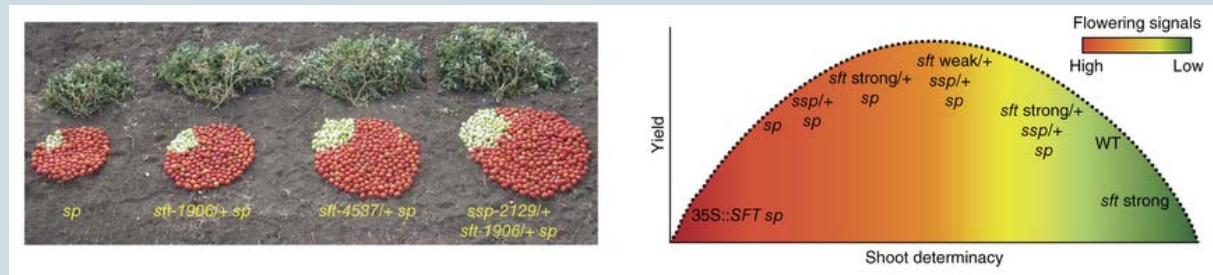 sp
sft-1906/+ sp
sft-4537/+ sp
ssp-2129/+
sft-1906/+ sp
Flowering signals
High
Low
sft weak/+
ssp/+
sp
sft strong/+
sp
ssp/+
sp
sp
sft strong/+
ssp/+
sp
WT
sft strong
35S::SFT sp
Yield
Shoot determinacy